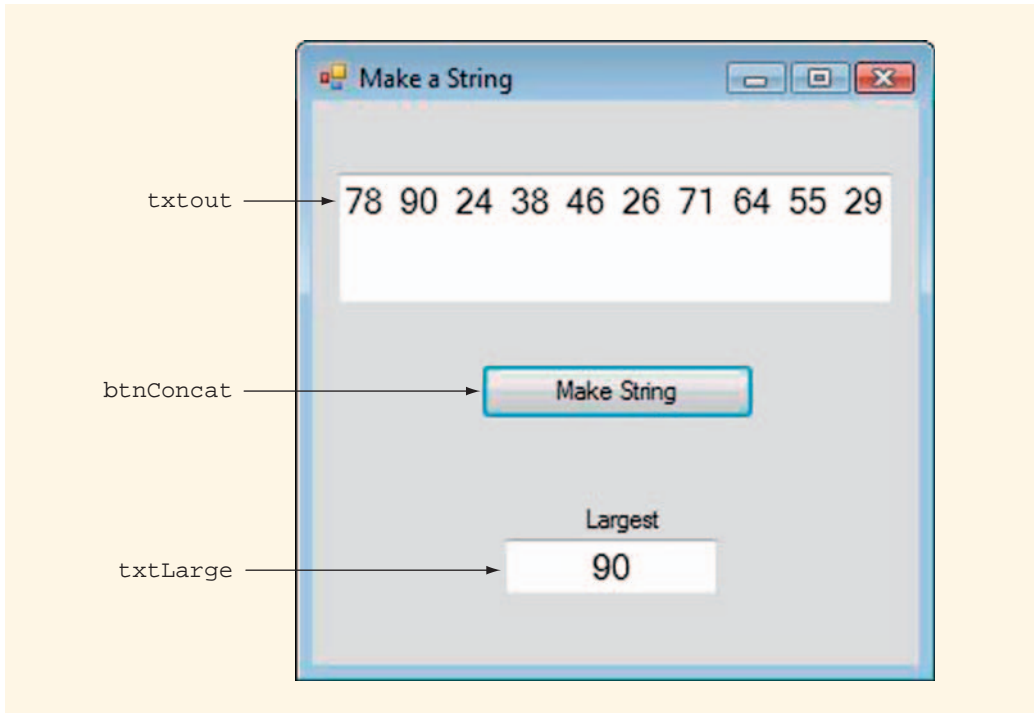 Make a String
txtout
78 90 24 38 46 26 71 64 55 29
btnConcat
Make String
Largest
txtLarge
90